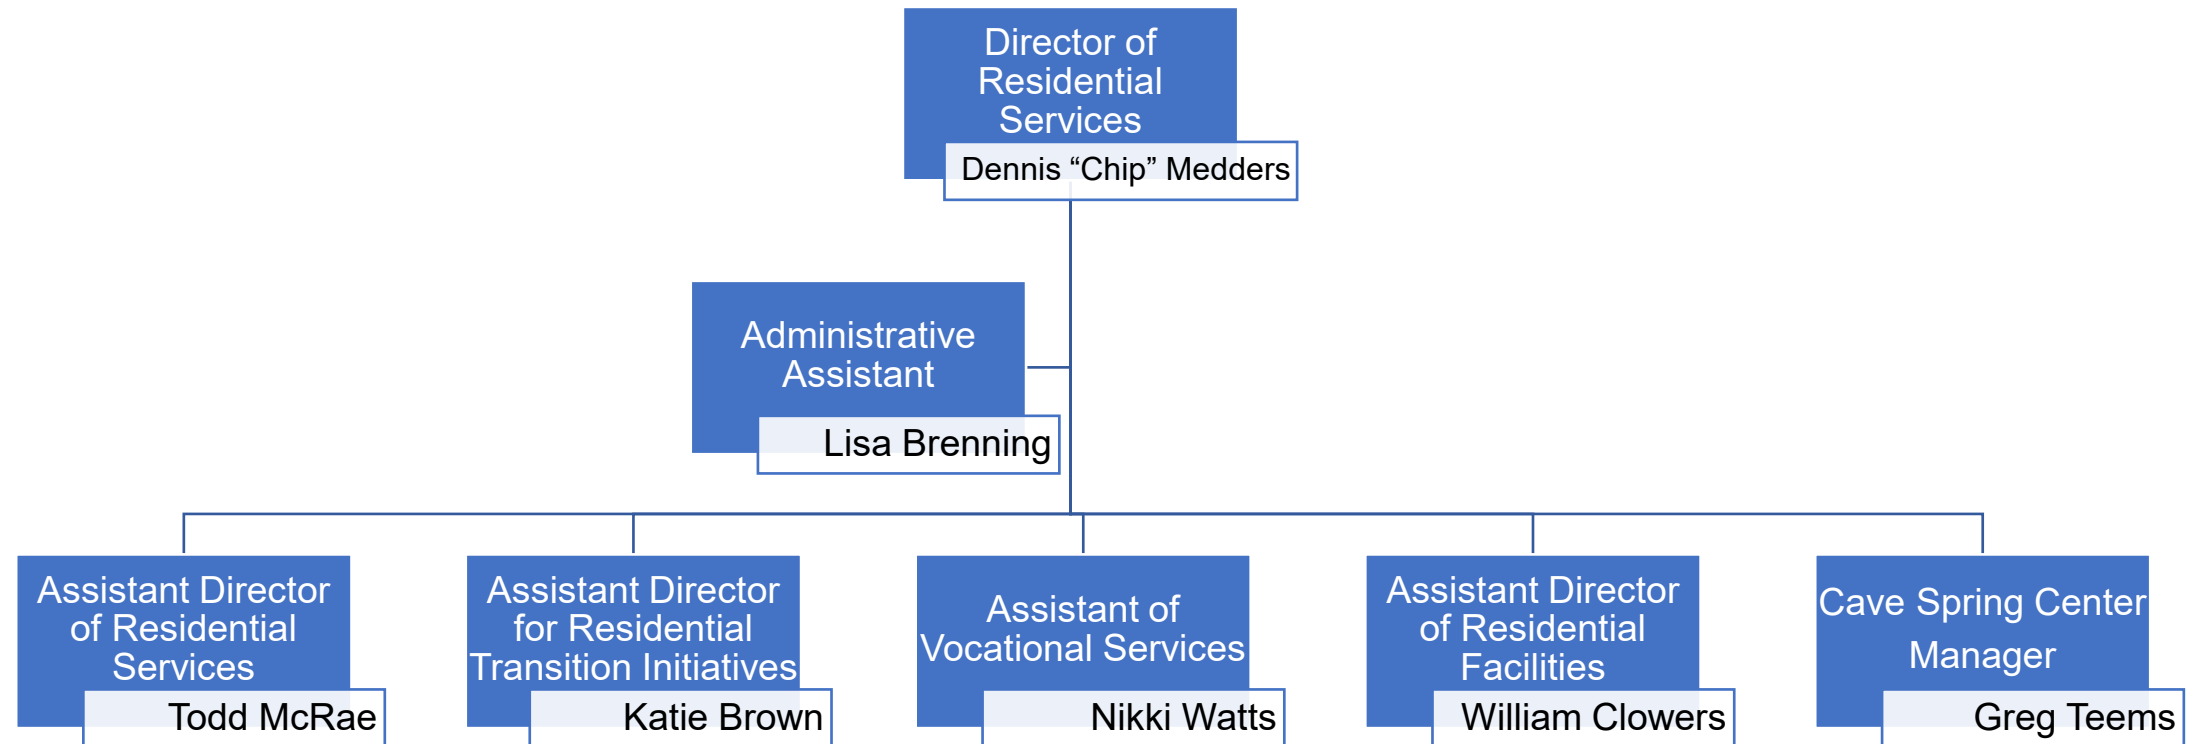 Director of
Residential
Services
Dennis “Chip” Medders
Administrative
Assistant
Lisa Brenning
Assistant Director
of Residential
Services
Todd McRae
Assistant Director
for Residential
Transition Initiatives
Katie Brown
Assistant of
Vocational Services
Nikki Watts
Assistant Director
of Residential
Facilities
William Clowers
Cave Spring Center
Manager
Greg Teems